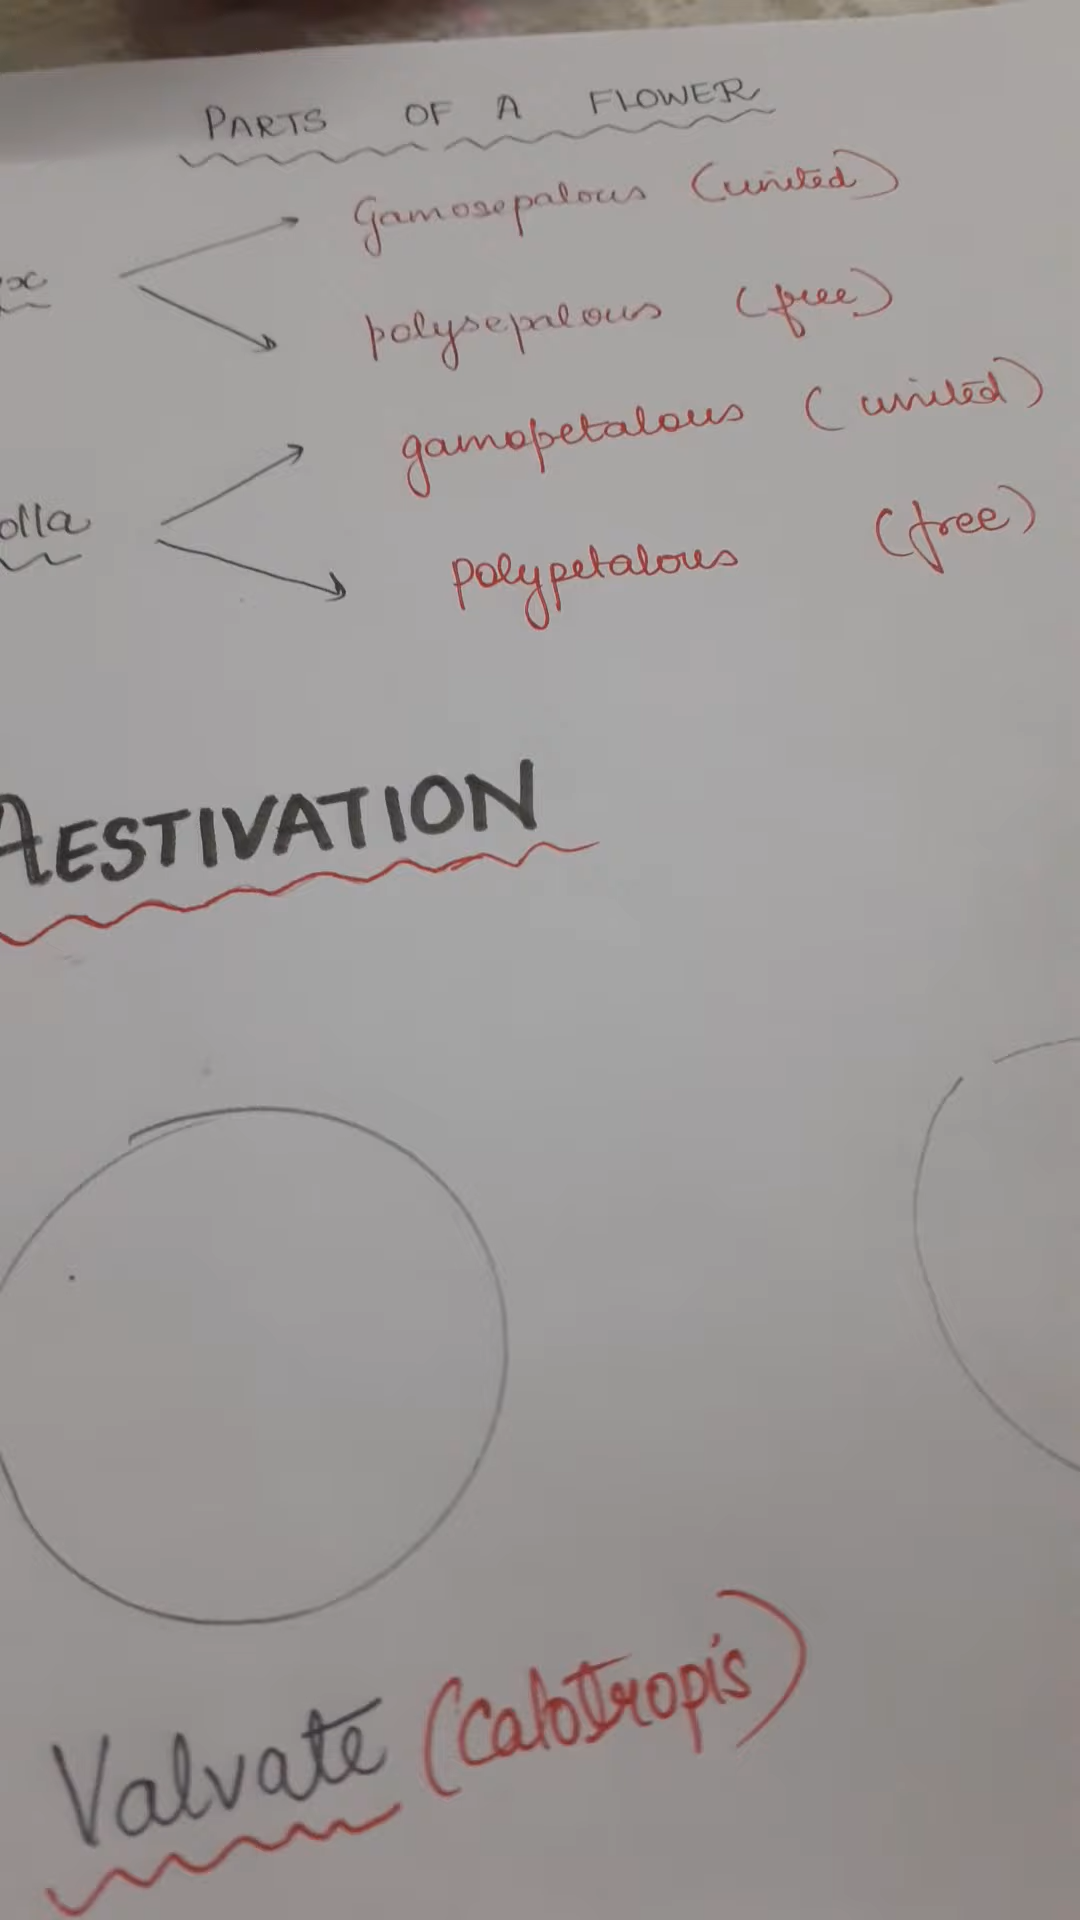 PARTS OF A FLOWER
Gamosepalous (united)
x
polysepalous (free)
gamopetalous (united)
olla
polypetalous (free)
AESTIVATION
Valvate (Calotropis)